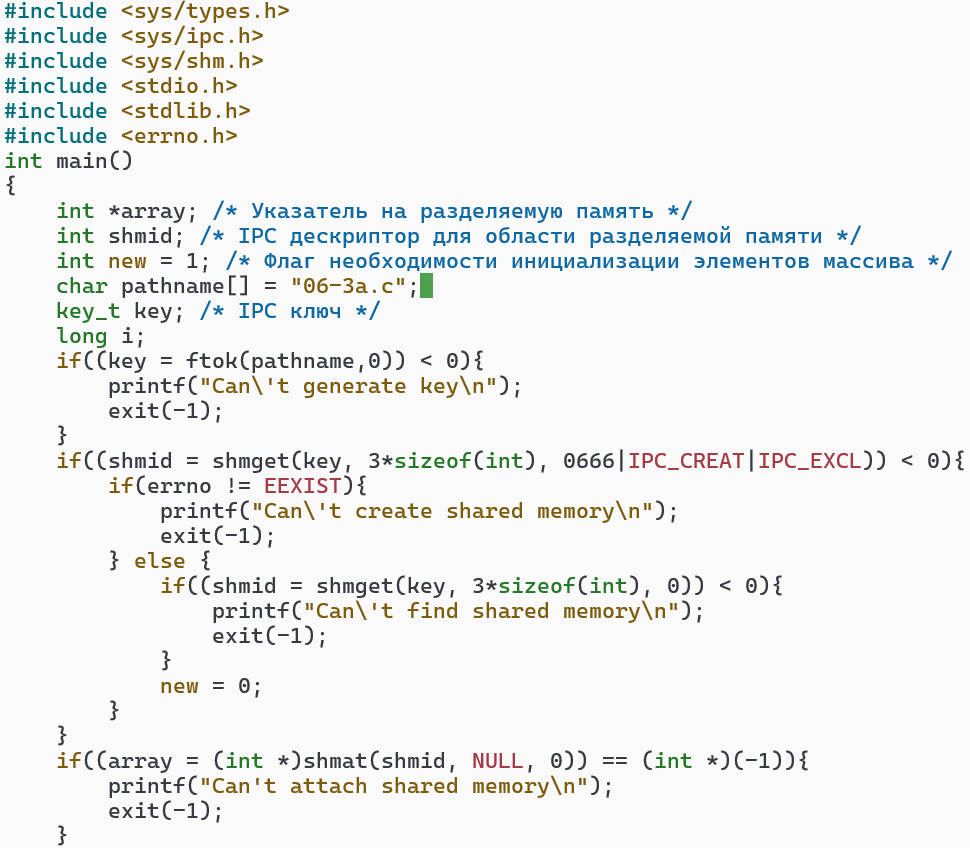 #include <sys/types.h>
#include <sys/ipc.h>
#include <sys/shm.h>
#include <stdio.h>
#include <stdlib.h>
#include <errno.h>
int main()
{
    int *array; /* Указатель на разделяемую память */
    int shmid; /* IPC дескриптор для области разделяемой памяти */
    int new = 1; /* Флаг необходимости инициализации элементов массива */
    char pathname[] = "06-3a.c";
    key_t key; /* IPC ключ */
    long i;
    if((key = ftok(pathname,0)) < 0){
        printf("Can\'t generate key\n");
        exit(-1);
    }
    if((shmid = shmget(key, 3*sizeof(int), 0666|IPC_CREAT|IPC_EXCL)) < 0){
        if(errno != EEXIST){
            printf("Can\'t create shared memory\n");
            exit(-1);
        } else {
            if((shmid = shmget(key, 3*sizeof(int), 0)) < 0){
                printf("Can\'t find shared memory\n");
                exit(-1);
            }
            new = 0;
        }
    }
    if((array = (int *)shmat(shmid, NULL, 0)) == (int *)(-1)){
        printf("Can't attach shared memory\n");
        exit(-1);
    }